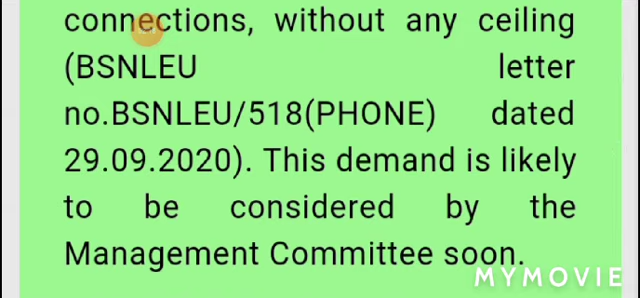 connections, without any ceiling
(BSNLEU letter
no.BSNLEU/518(PHONE) dated
29.09.2020). This demand is likely
to be considered by the
Management Committee soon.
MYMOVIE